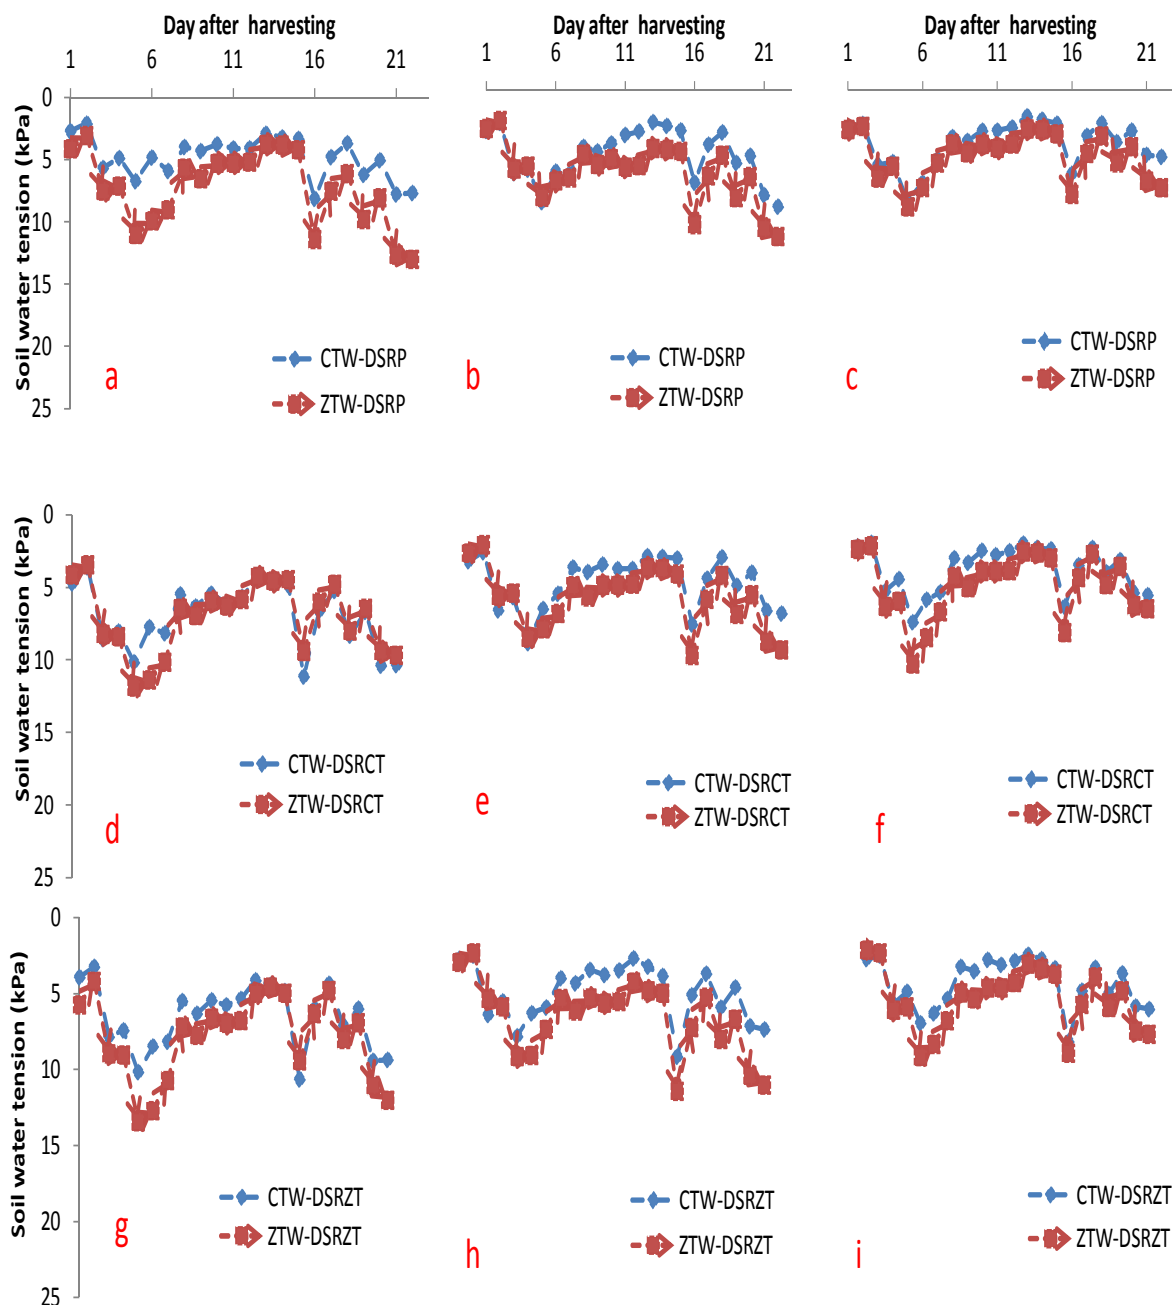 Day after  harvesting
Day after  harvesting
Day after  harvesting
1 6 11 16 21
1 6 11 16 21
1 6 11 16 21
Soil water tension (kPa)
0
5
10
15
20
25
CTW-DSRP
ZTW-DSRP
a
CTW-DSRP
ZTW-DSRP
b
CTW-DSRP
ZTW-DSRP
c
Soil water tension (kPa)
0
5
10
15
20
25
CTW-DSRCT
ZTW-DSRCT
d
CTW-DSRCT
ZTW-DSRCT
e
CTW-DSRCT
ZTW-DSRCT
f
Soil water tension (kPa)
0
5
10
15
20
25
CTW-DSRZT
ZTW-DSRZT
g
CTW-DSRZT
ZTW-DSRZT
h
CTW-DSRZT
ZTW-DSRZT
i